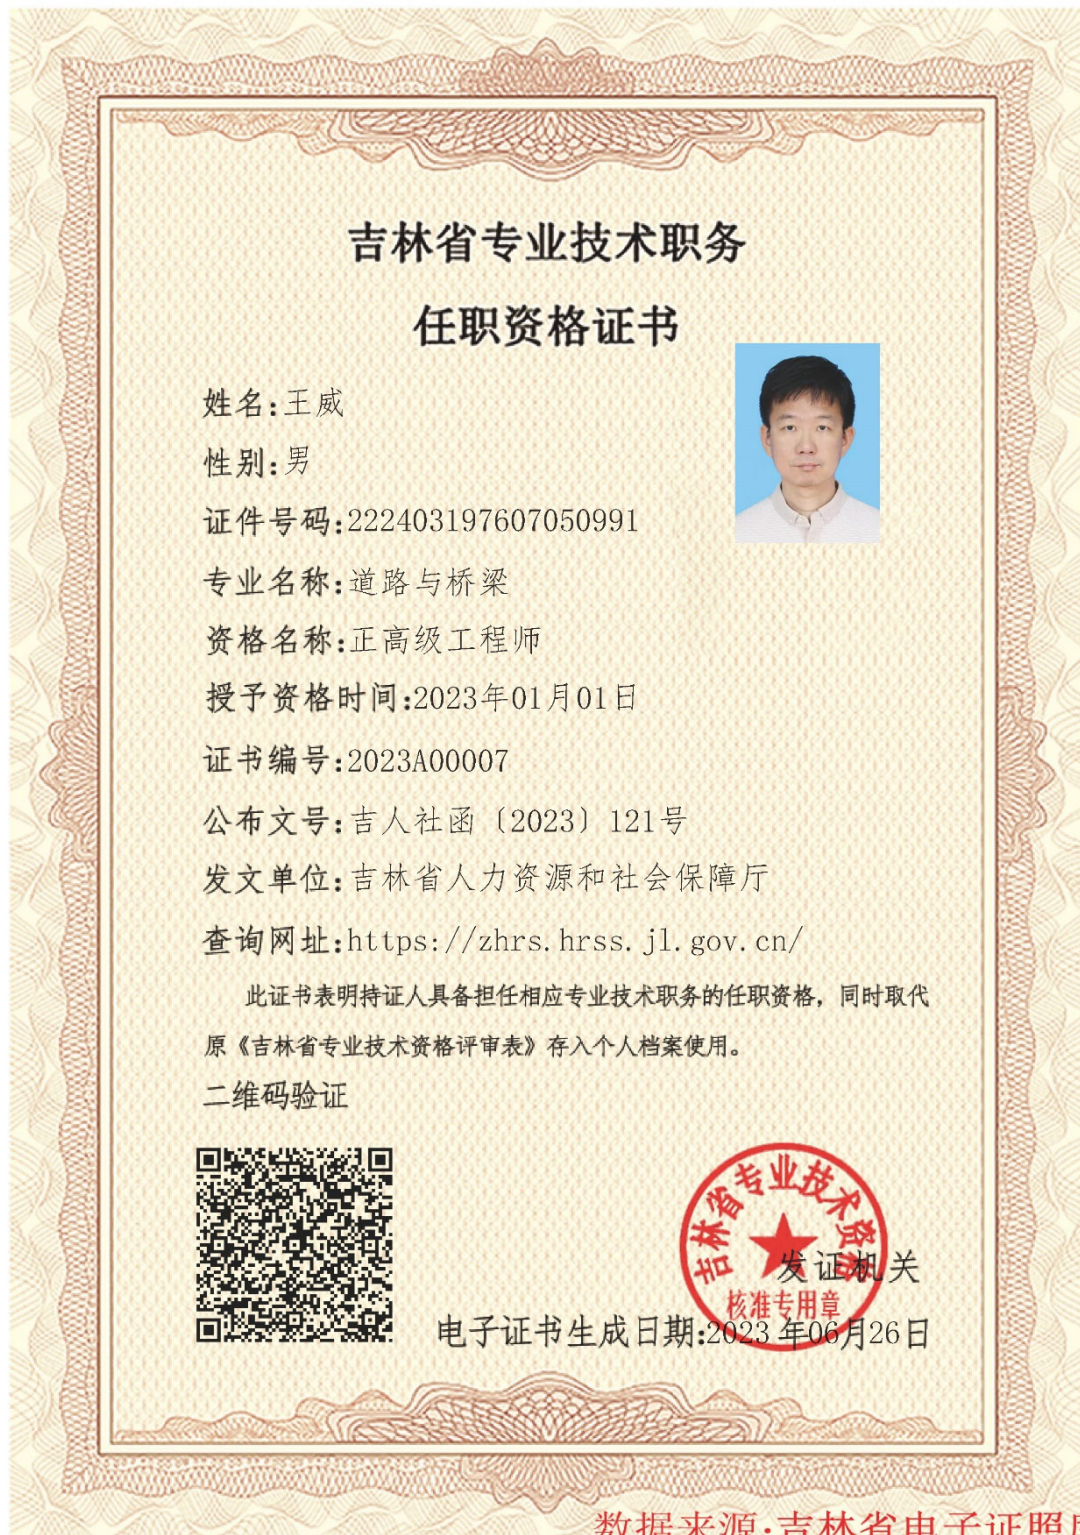 吉林省专业技术职务
任职资格证书
姓名:王威
性别:男
证件号码:222403197607050991
专业名称:道路与桥梁
资格名称:正高级工程师
授予资格时间:2023年01月01日
证书编号:2023A00007
公布文号:吉人社函〔2023〕121号
发文单位:吉林省人力资源和社会保障厅
查询网址:https://zhrs.hrss.jl.gov.cn/
此证书表明持证人具备担任相应专业技术职务的任职资格，同时取代
原《吉林省专业技术资格评审表》存入个人档案使用。
二维码验证
吉林省专业技术资格
核准专用章
发证机关
电子证书生成日期:2023年06月26日
数据来源:吉林省电子证照库